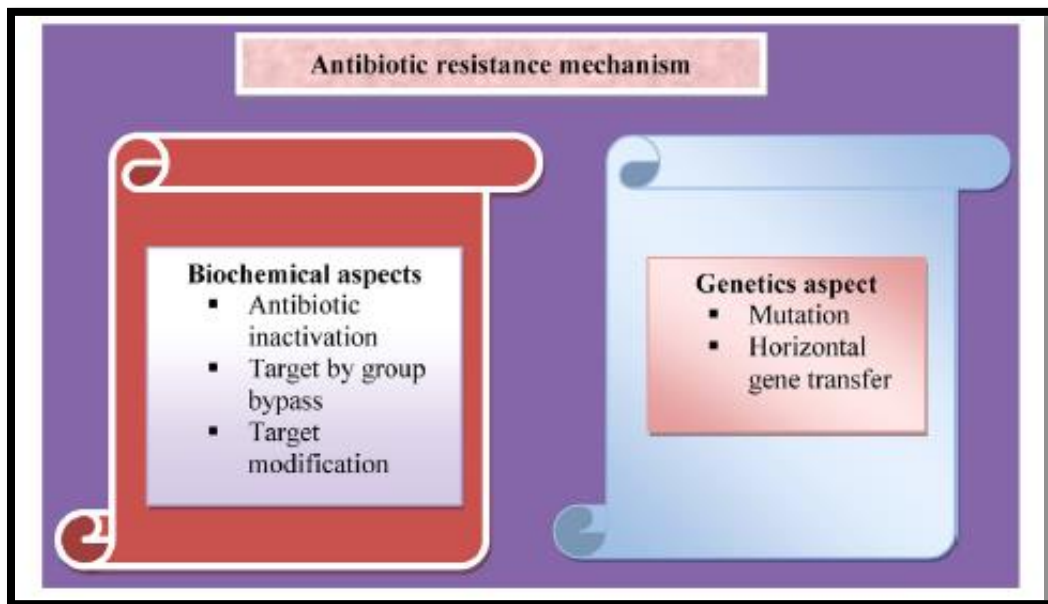 Antibiotic resistance mechanism
Biochemical aspects
▪ Antibiotic
inactivation
▪ Target by group
bypass
▪ Target
modification
Genetics aspect
▪ Mutation
▪ Horizontal
gene transfer